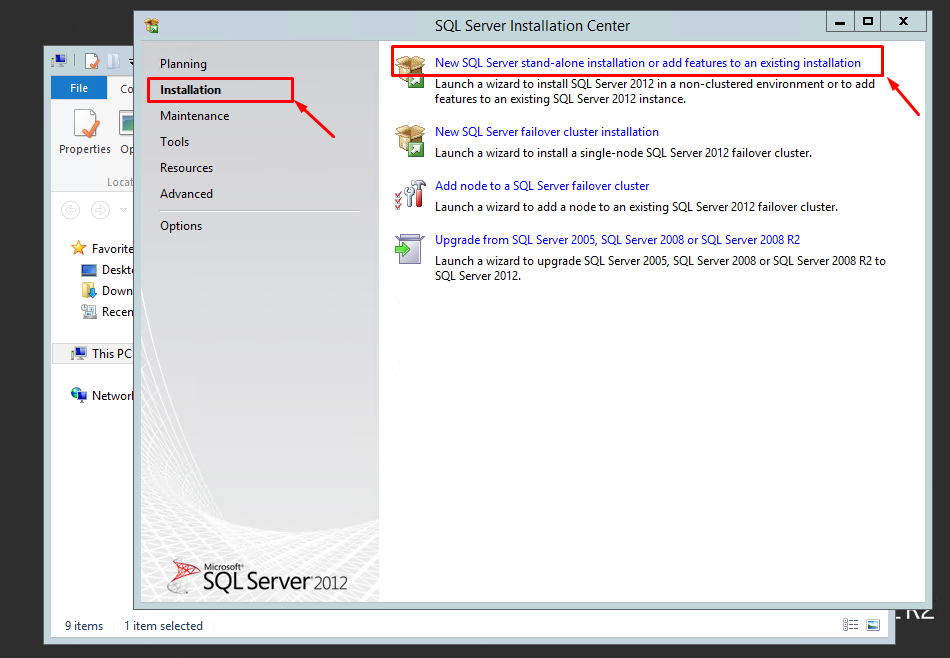 SQL Server Installation Center
File
Properties
Locat
Favorite
Deskt
Down
Recen
This PC
Networ
9 items
1 item selected
Planning
Installation
Maintenance
Tools
Resources
Advanced
Options
Microsoft®
SQL Server 2012
New SQL Server stand-alone installation or add features to an existing installation
Launch a wizard to install SQL Server 2012 in a non-clustered environment or to add
features to an existing SQL Server 2012 instance.
New SQL Server failover cluster installation
Launch a wizard to install a single-node SQL Server 2012 failover cluster.
Add node to a SQL Server failover cluster
Launch a wizard to add a node to an existing SQL Server 2012 failover cluster.
Upgrade from SQL Server 2005, SQL Server 2008 or SQL Server 2008 R2
Launch a wizard to upgrade SQL Server 2005, SQL Server 2008 or SQL Server 2008 R2 to
SQL Server 2012.
R2